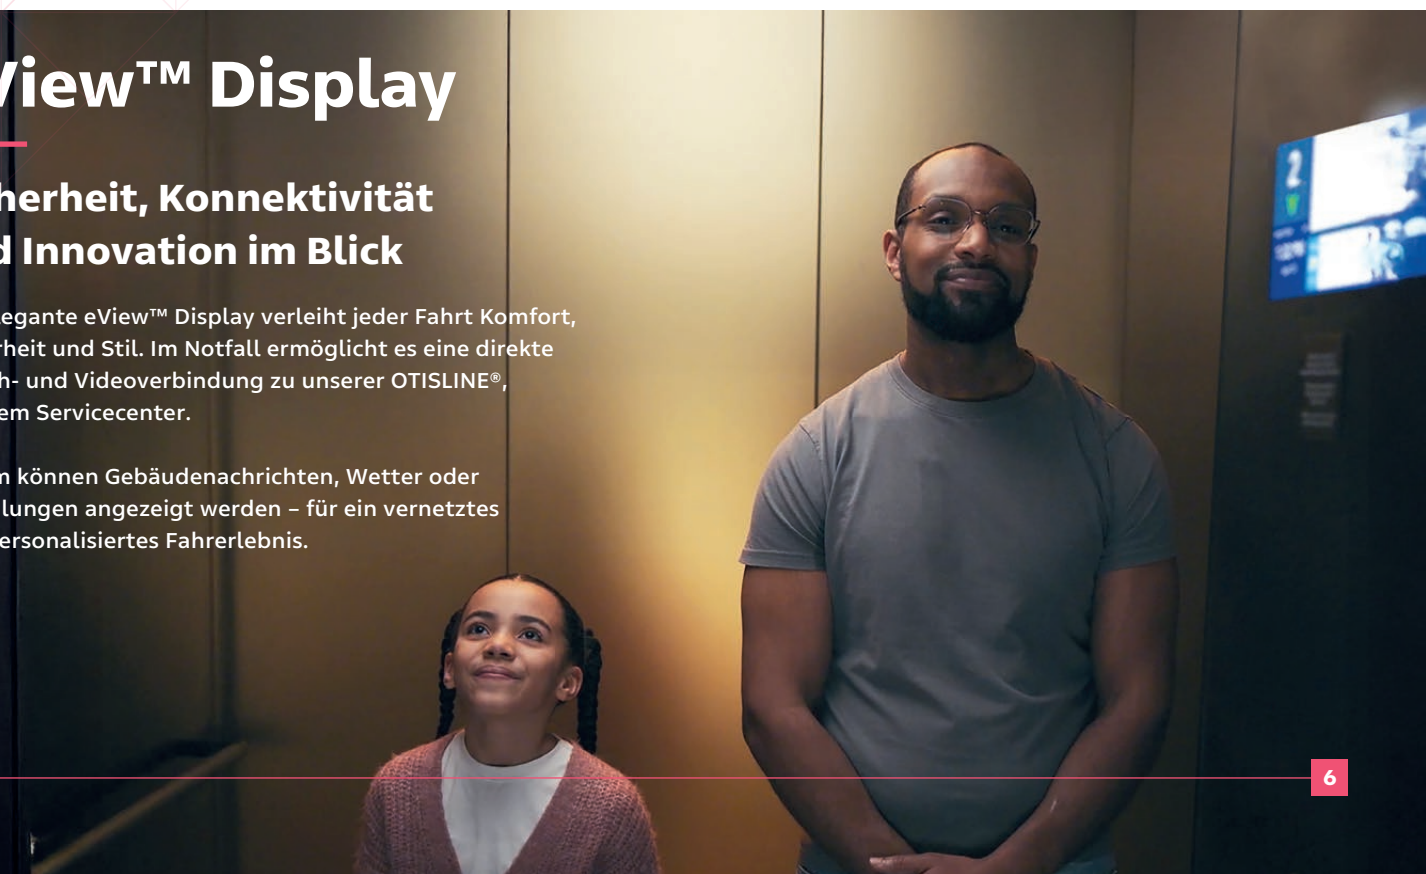 View™ Display
herheit, Konnektivität
d Innovation im Blick
egante eView™ Display verleiht jeder Fahrt Komfort,
rheit und Stil. Im Notfall ermöglicht es eine direkte
h- und Videoverbindung zu unserer OTISLINE®,
em Servicecenter.
m können Gebäudenachrichten, Wetter oder
lungen angezeigt werden – für ein vernetztes
ersonalisiertes Fahrerlebnis.
2
6